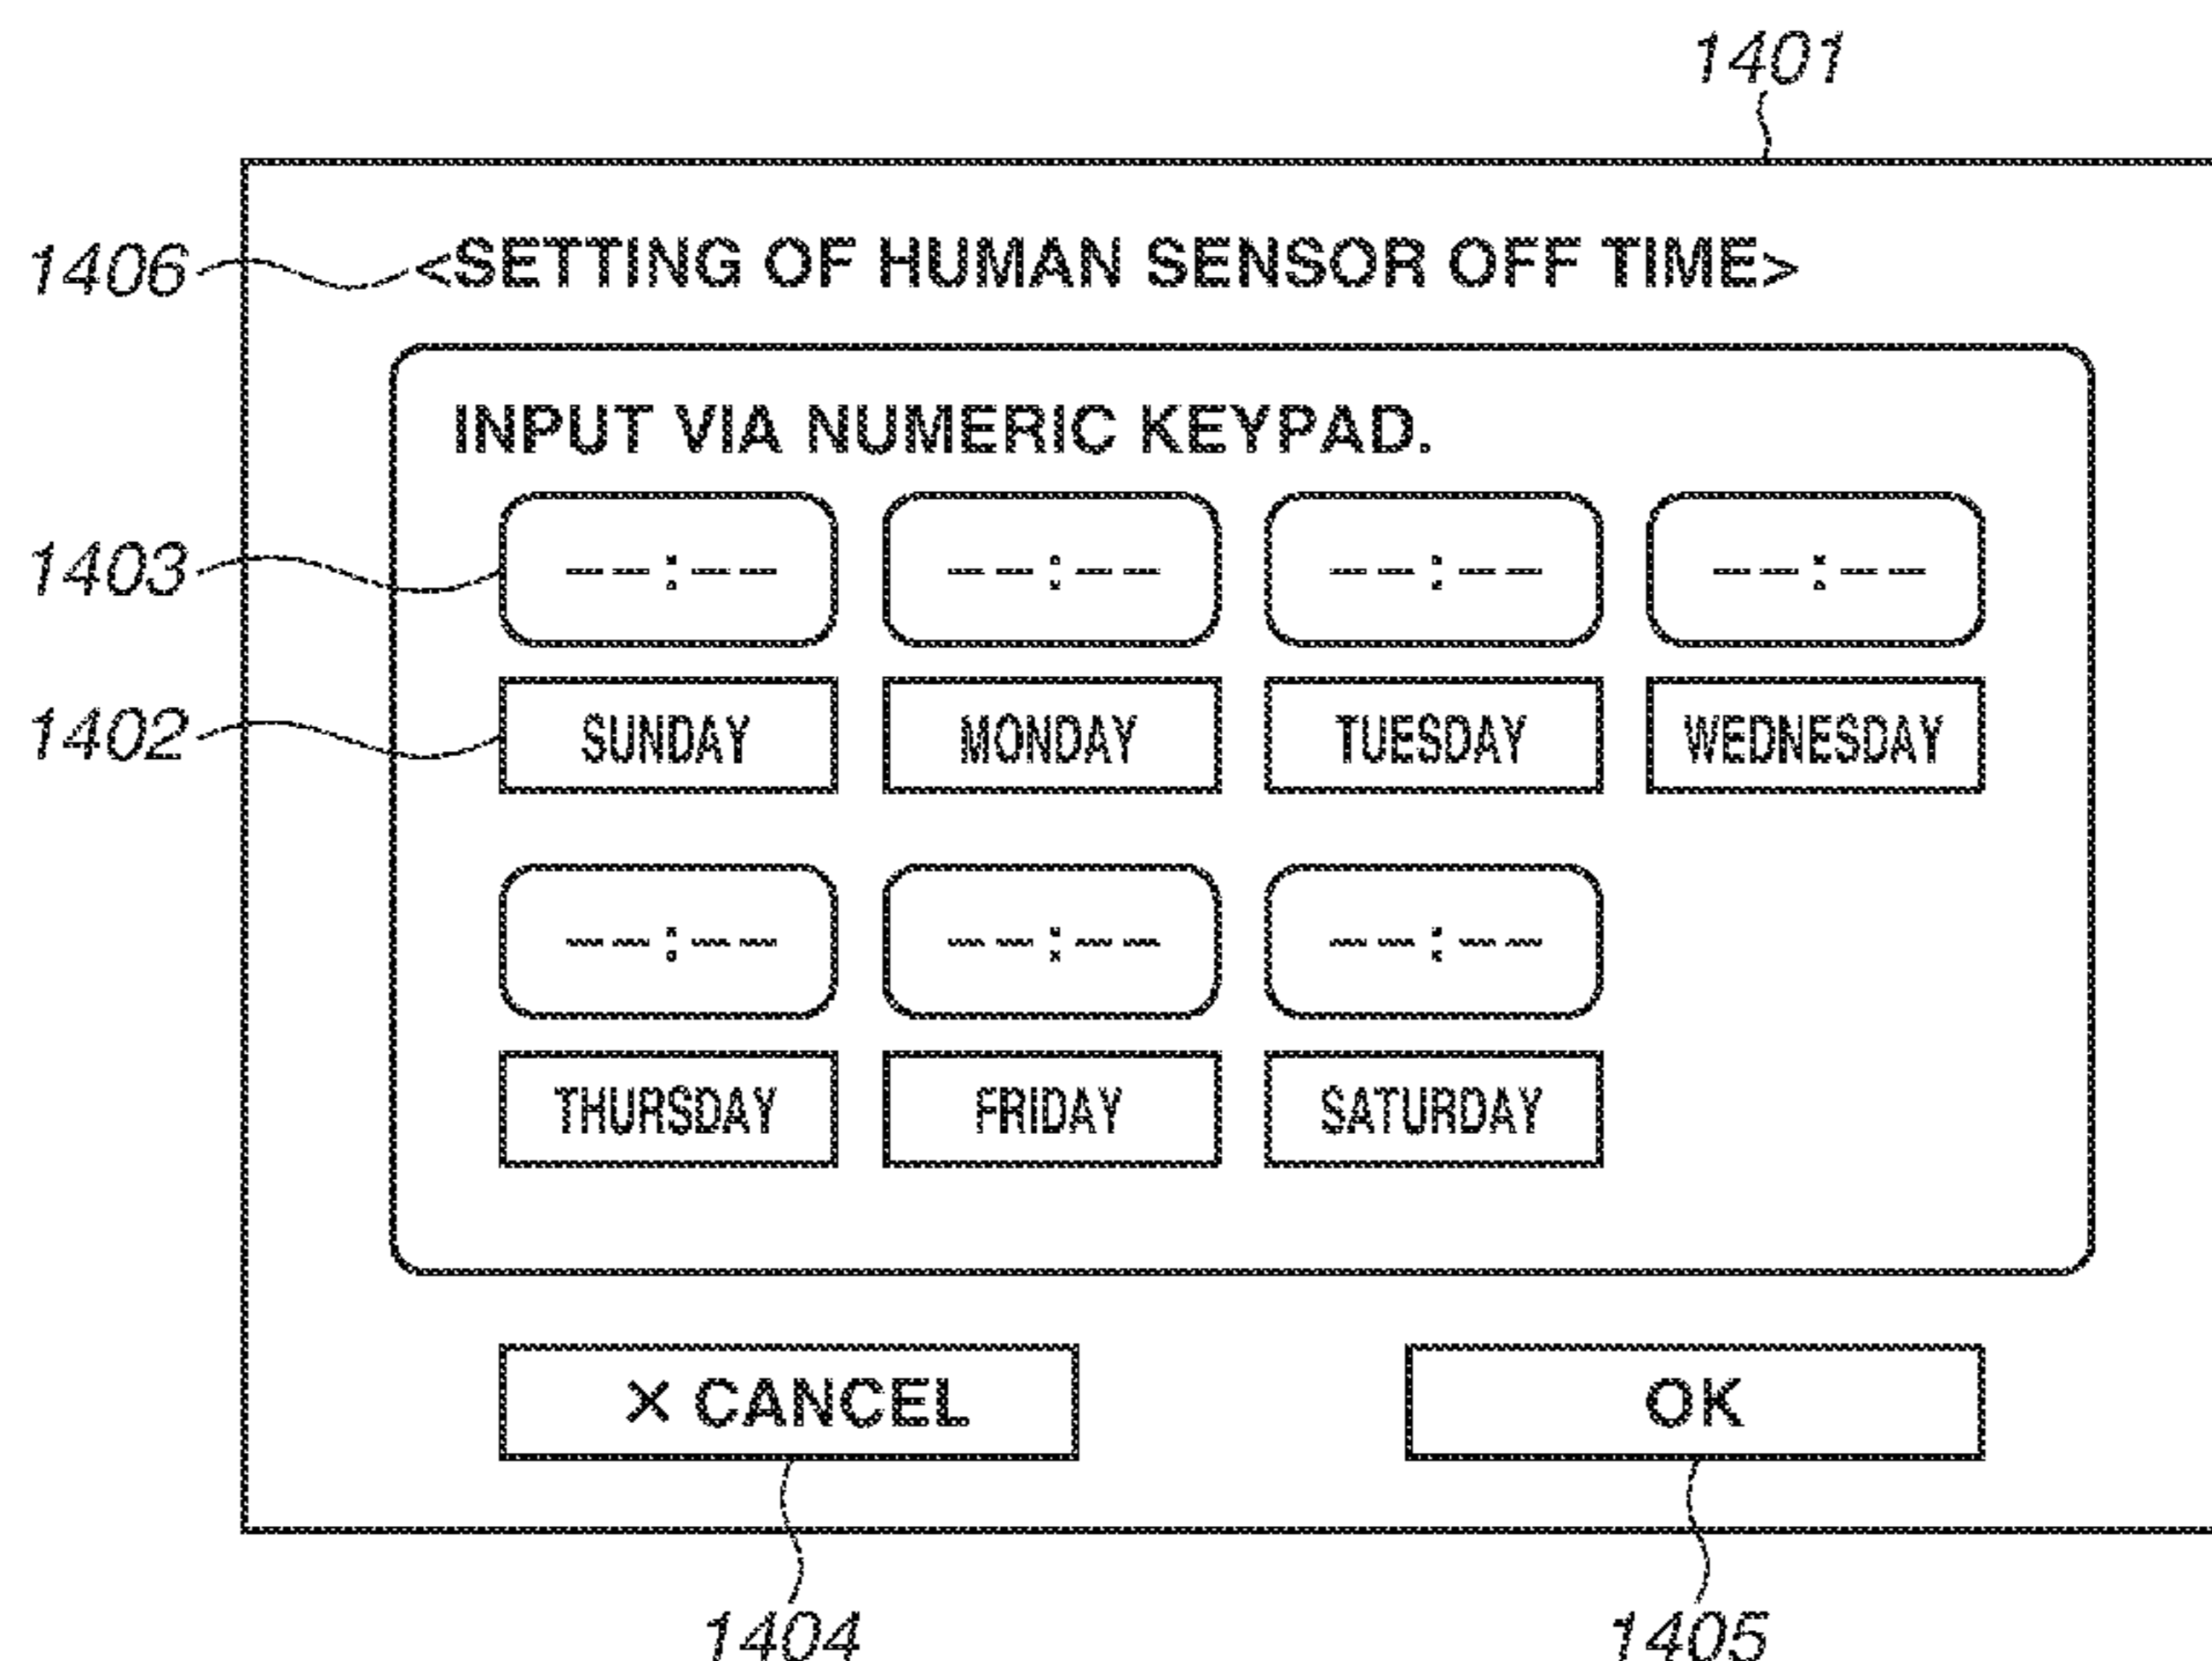 1401
1406 <SETTING OF HUMAN SENSOR OFF TIME>
INPUT VIA NUMERIC KEYPAD.
1403 --:-- --:-- --:-- --:--
1402 SUNDAY MONDAY TUESDAY WEDNESDAY
--:-- --:-- --:--
THURSDAY FRIDAY SATURDAY
× CANCEL OK
1404 1405